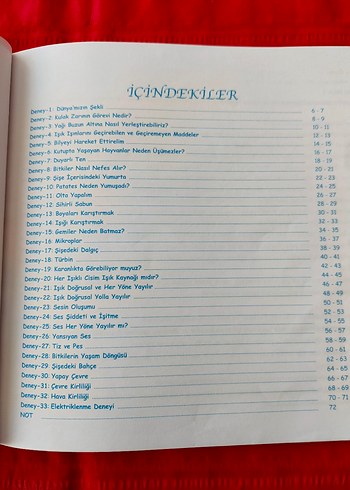 İÇİNDEKİLER
Deney-1: Dünya'mızın Şekli 6 - 7
Deney-2: Kulak Zarının Görevi Nedir? 8 - 9
Deney-3: Yağı Suyun Altına Nasıl Yerleştirebiliriz? 10 - 11
Deney-4: Işık Işınlarını Geçirebilen ve Geçiremeyen Maddeler 12 - 13
Deney-5: Bilyeyi Hareket Ettirelim 14 - 15
Deney-6: Kutupta Yaşayan Hayvanlar Neden Üşümezler? 16 - 17
Deney-7: Duyarlı Ten 18 - 19
Deney-8: Bitkiler Nasıl Nefes Alır? 20 - 21
Deney-9: Şişe İçerisindeki Yumurta 22 - 23
Deney-10: Patates Neden Yumuşadı? 24 - 25
Deney-11: Olta Yapalım 26 - 27
Deney-12: Sihirli Sabun 28 - 29
Deney-13: Boyaları Karıştırmak 30 - 31
Deney-14: Işığı Karıştırmak 32 - 33
Deney-15: Gemiler Neden Batmaz? 34 - 35
Deney-16: Mikroplar 36 - 37
Deney-17: Şişedeki Dalgıç 38 - 39
Deney-18: Türbin 40 - 41
Deney-19: Karanlıkta Görebiliyor muyuz? 42 - 43
Deney-20: Her Işıklı Cisim Işık Kaynağı mıdır? 44 - 45
Deney-21: Işık Doğrusal ve Her Yöne Yayılır 46 - 47
Deney-22: Işık Doğrusal Yolla Yayılır 48 - 49
Deney-23: Sesin Oluşumu 50 - 51
Deney-24: Ses Şiddeti ve İşitme 52 - 53
Deney-25: Ses Her Yöne Yayılır mı? 54 - 55
Deney-26: Yansıyan Ses 56 - 57
Deney-27: Tiz ve Pes 58 - 59
Deney-28: Bitkilerin Yaşam Döngüsü 60 - 61
Deney-29: Şişedeki Bahçe 62 - 63
Deney-30: Yapay Çevre 64 - 65
Deney-31: Çevre Kirliliği 66 - 67
Deney-32: Hava Kirliliği 68 - 69
Deney-33: Elektriklenme Deneyi 70 - 71
NOT 72